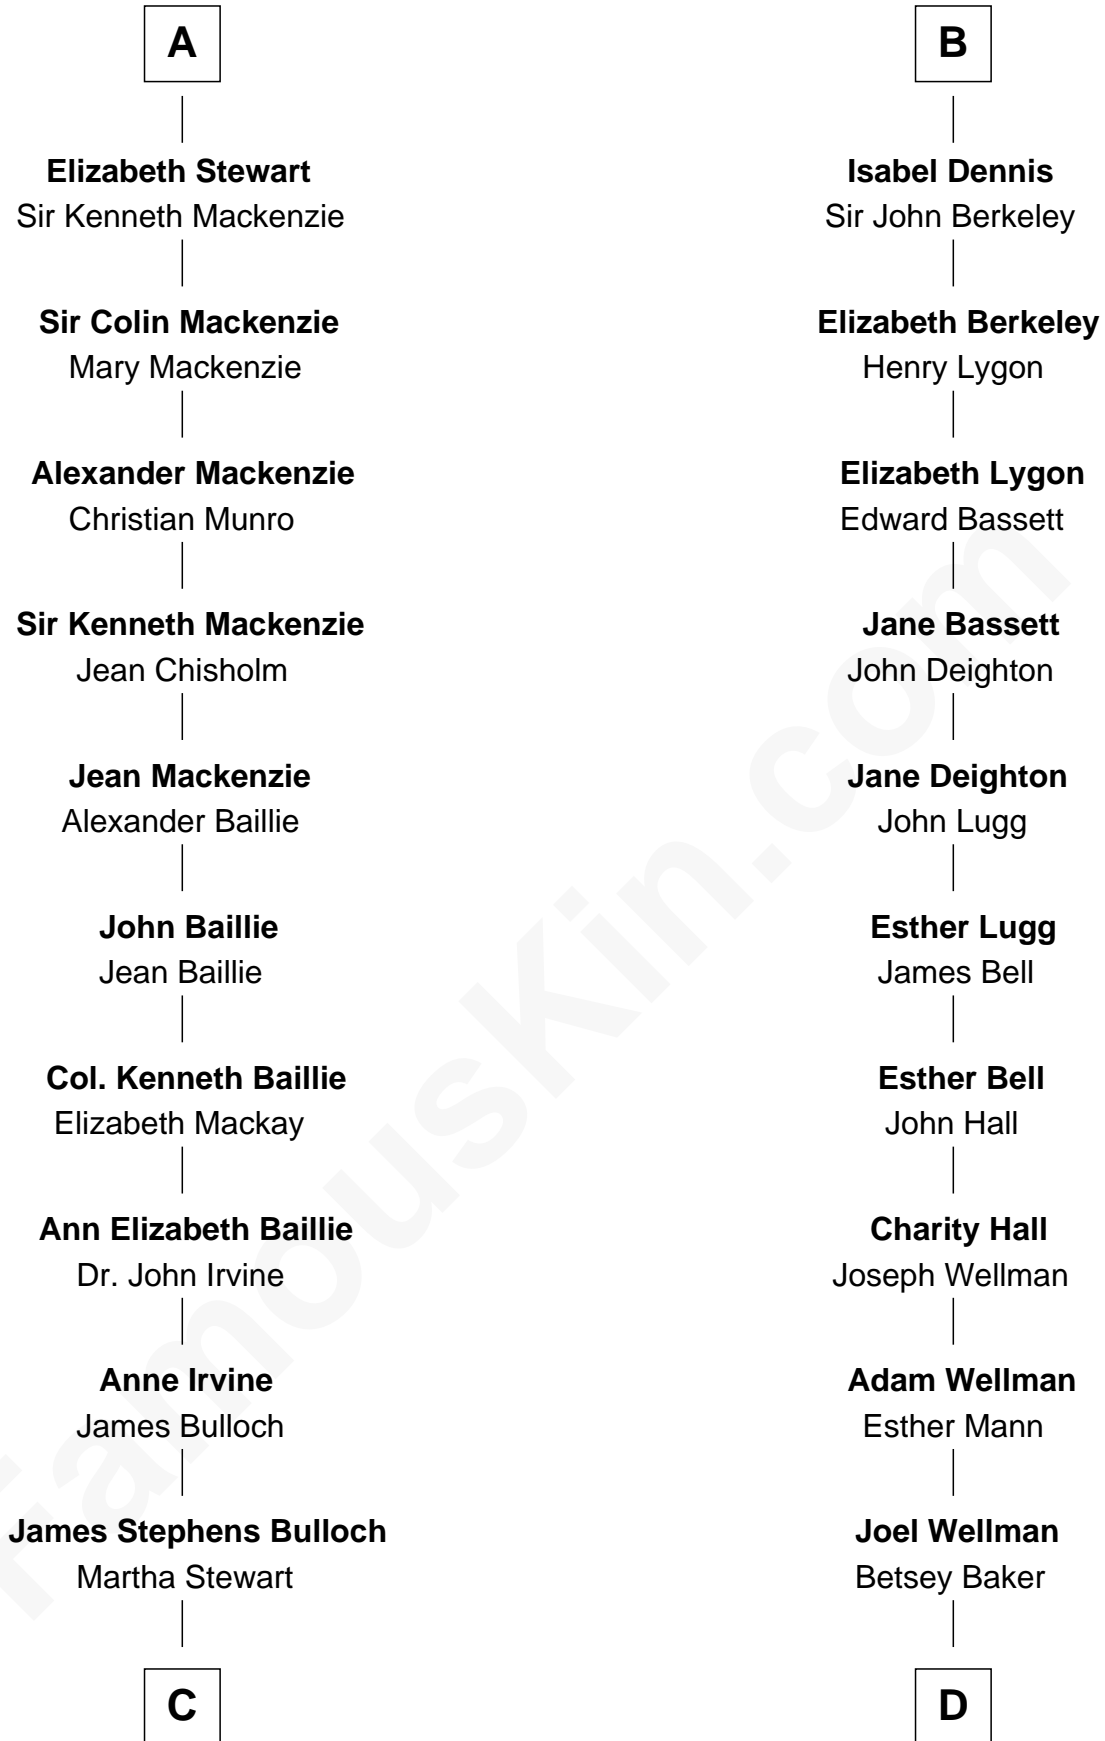 A
Elizabeth Stewart
Sir Kenneth Mackenzie
Sir Colin Mackenzie
Mary Mackenzie
Alexander Mackenzie
Christian Munro
Sir Kenneth Mackenzie
Jean Chisholm
Jean Mackenzie
Alexander Baillie
John Baillie
Jean Baillie
Col. Kenneth Baillie
Elizabeth Mackay
Ann Elizabeth Baillie
Dr. John Irvine
Anne Irvine
James Bulloch
James Stephens Bulloch
Martha Stewart
C
B
Isabel Dennis
Sir John Berkeley
Elizabeth Berkeley
Henry Lygon
Elizabeth Lygon
Edward Bassett
Jane Bassett
John Deighton
Jane Deighton
John Lugg
Esther Lugg
James Bell
Esther Bell
John Hall
Charity Hall
Joseph Wellman
Adam Wellman
Esther Mann
Joel Wellman
Betsey Baker
D
FamousKin.com